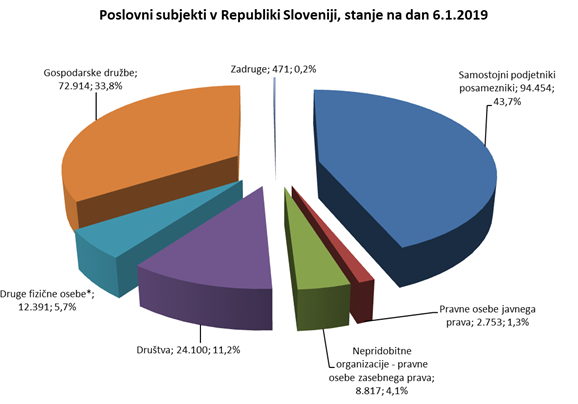 Poslovni subjekti v Republiki Sloveniji, stanje na dan 6.1.2019
Gospodarske družbe;
72.914; 33,8%
Zadruge; 471; 0,2%
Samostojni podjetniki
posamezniki; 94.454;
43,7%
Druge fizične osebe*;
12.391; 5,7%
Društva; 24.100; 11,2%
Nepridobitne
organizacije - pravne
osebe zasebnega prava;
8.817; 4,1%
Pravne osebe javnega
prava; 2.753; 1,3%